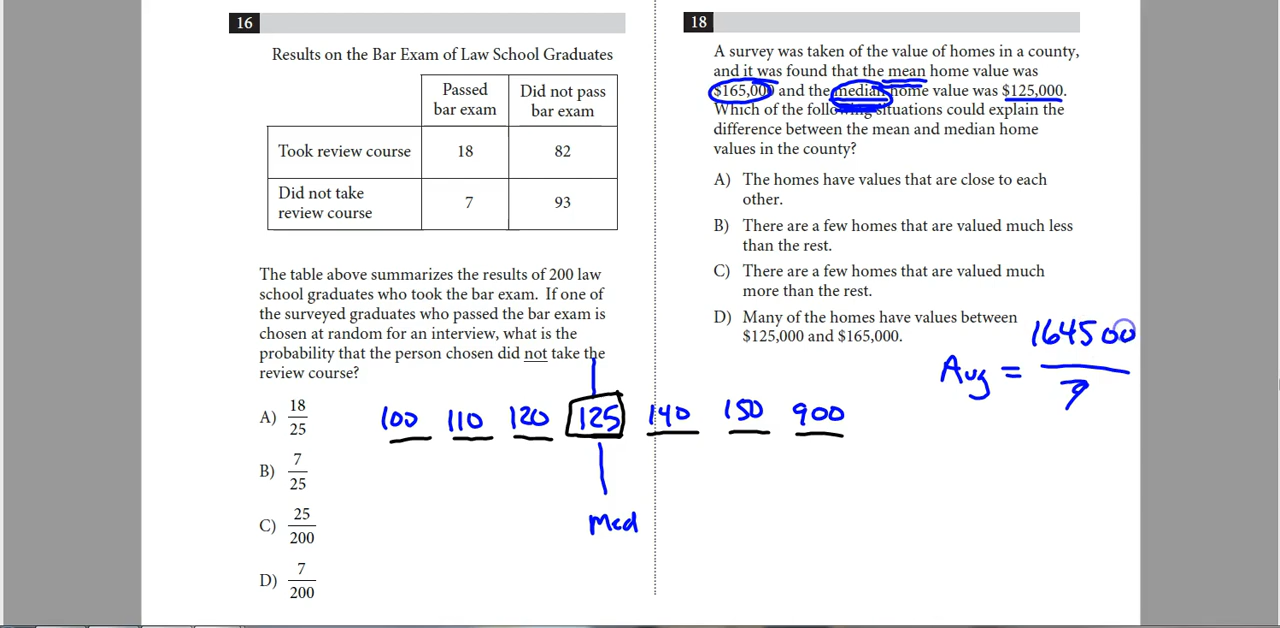 16
Results on the Bar Exam of Law School Graduates
Passed bar exam
Did not pass bar exam
Took review course 18 82
Did not take review course 7 93
The table above summarizes the results of 200 law
school graduates who took the bar exam. If one of
the surveyed graduates who passed the bar exam is
chosen at random for an interview, what is the
probability that the person chosen did not take the
review course?
A) 18/25
B) 7/25
C) 25/200
D) 7/200
100 110 120 125 140 150 900
Med
18
A survey was taken of the value of homes in a county,
and it was found that the mean home value was
$165,000 and the median home value was $125,000.
Which of the following situations could explain the
difference between the mean and median home
values in the county?
A) The homes have values that are close to each
other.
B) There are a few homes that are valued much less
than the rest.
C) There are a few homes that are valued much
more than the rest.
D) Many of the homes have values between
$125,000 and $165,000.
Avg = 164500/7